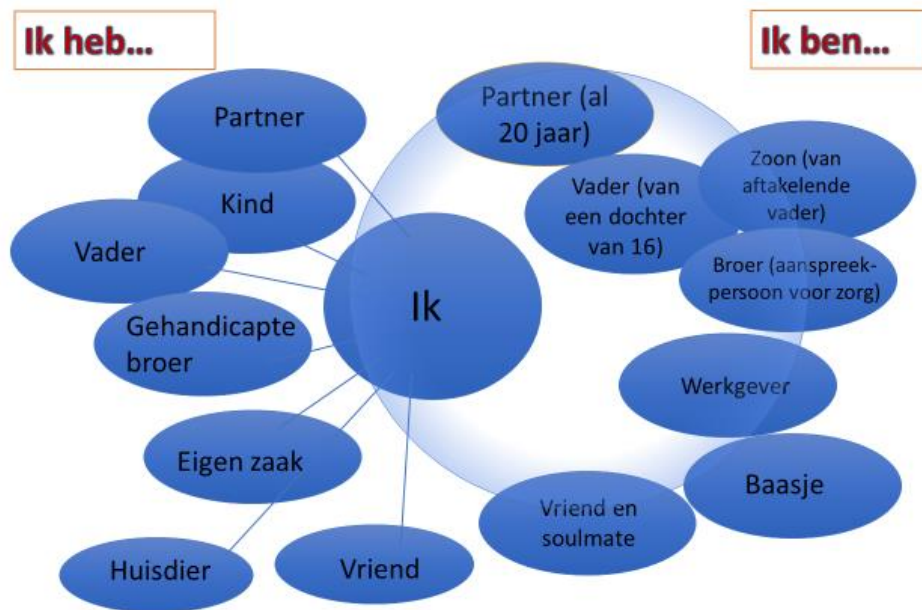 Ik heb...
Ik ben...
Partner
Kind
Vader
Gehandicapte
broer
Eigen zaak
Huisdier
Vriend
Ik
Partner (al
20 jaar)
Vader (van
een dochter
van 16)
Zoon (van
aftakelende
vader)
Broer (aanspreek-
persoon voor zorg)
Werkgever
Baasje
Vriend en
soulmate